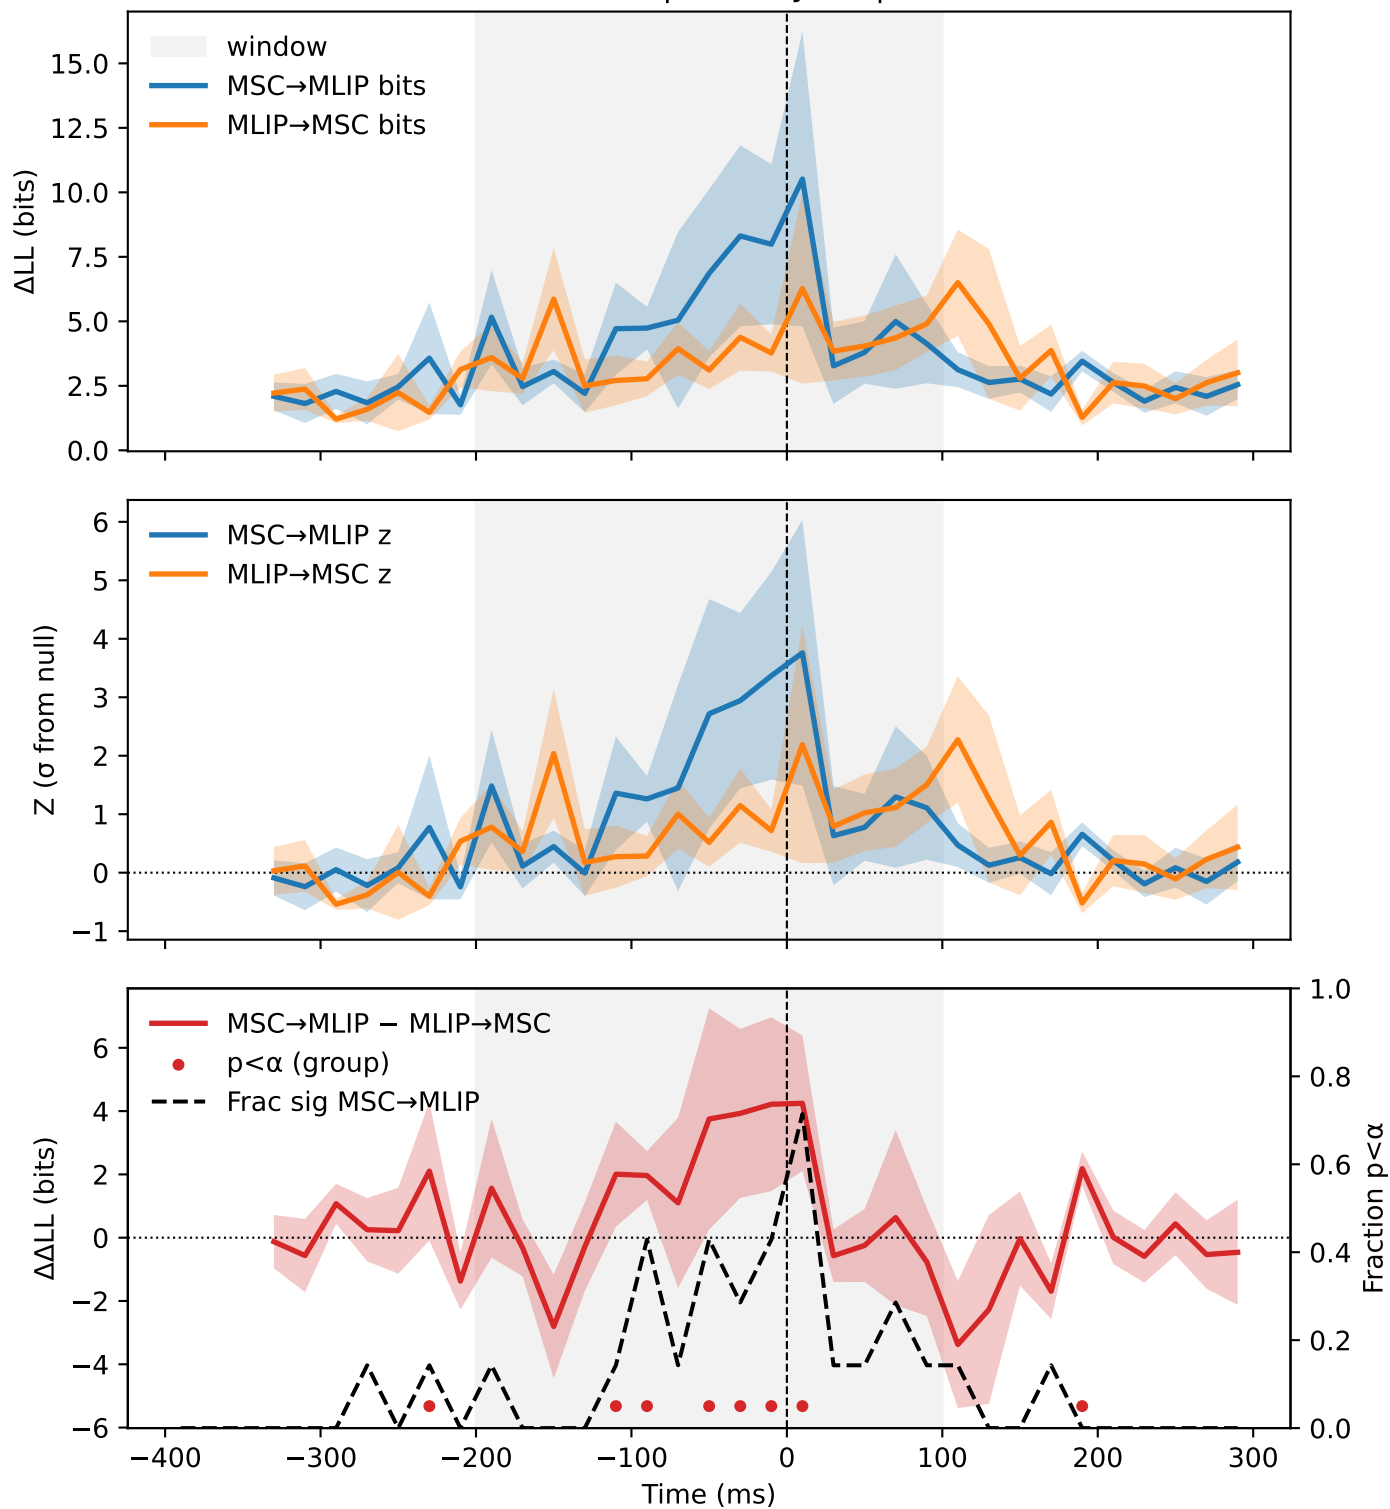 window
MSC→MLIP bits
MLIP→MSC bits
ΔLL (bits)
15.0
12.5
10.0
7.5
5.0
2.5
0.0
MSC→MLIP z
MLIP→MSC z
Z (σ from null)
6
5
4
3
2
1
0
−1
MSC→MLIP − MLIP→MSC
p<α (group)
Frac sig MSC→MLIP
ΔΔLL (bits)
6
4
2
0
−2
−4
−6
1.0
0.8
0.6
0.4
0.2
0.0
Fraction p<α
−400
−300
−200
−100
0
100
200
300
Time (ms)